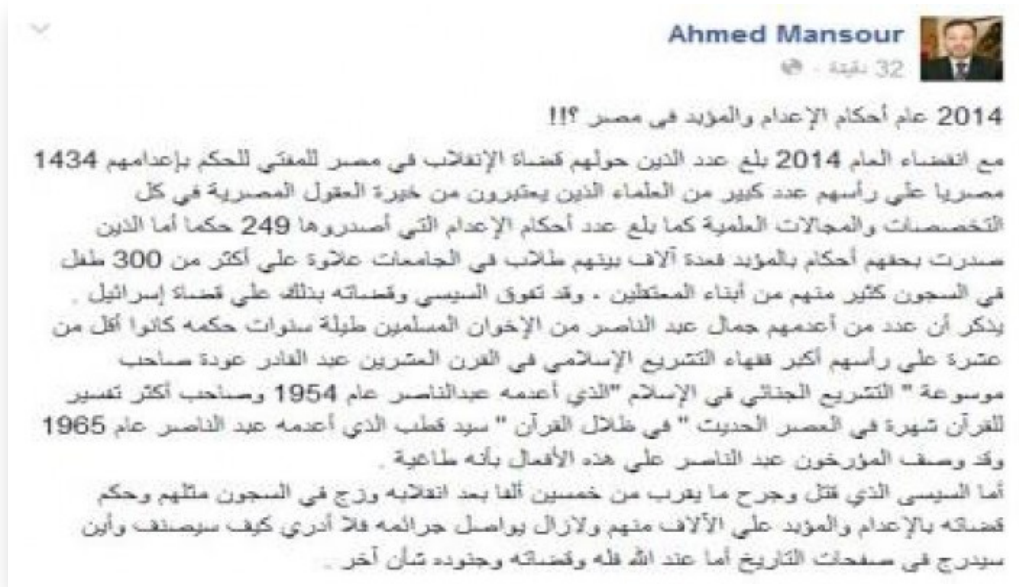 Ahmed Mansour
32 دقيقة ·
2014 عام أحكام الإعدام والمؤبد فى مصر ؟!!
مع انقضاء العام 2014 بلغ عدد الذين حولهم قضاة الإنقلاب في مصر للمفتي للحكم بإعدامهم 1434
مصريا علي رأسهم عدد كبير من العلماء الذين يعتبرون من خيرة العقول المصرية في كل
التخصصات والمجالات العلمية كما بلغ عدد أحكام الإعدام التي أصدروها 249 حكما أما الذين
صدرت بحقهم أحكام بالمؤبد فعدة آلاف بينهم طلاب في الجامعات علاوة علي أكثر من 300 طفل
في السجون كثير منهم من أبناء المعتقلين ، وقد تفوق السيسي وقضاته بذلك علي قضاة إسرائيل .
يذكر أن عدد من أعدمهم جمال عبد الناصر من الإخوان المسلمين طيلة سنوات حكمه كانوا أقل من
عشرة علي رأسهم أكبر فقهاء التشريع الإسلامي في القرن العشرين عبد القادر عودة صاحب
موسوعة " التشريع الجنائي في الإسلام "الذي أعدمه عبدالناصر عام 1954 وصاحب أكثر تفسير
للقرآن شهرة في العصر الحديث " في ظلال القرآن " سيد قطب الذي أعدمه عبد الناصر عام 1965
وقد وصف المؤرخون عبد الناصر علي هذه الأفعال بأنه طاغية .
أما السيسى الذي قتل وجرح ما يقرب من خمسين ألفا بعد انقلابه وزج في السجون مثلهم وحكم
قضاته بالإعدام والمؤبد علي الآلاف منهم ولازال يواصل جرائمه فلا أدري كيف سيصنف وأين
سيدرج فى صفحات التاريخ أما عند الله فله وقضاته وجنوده شأن آخر .